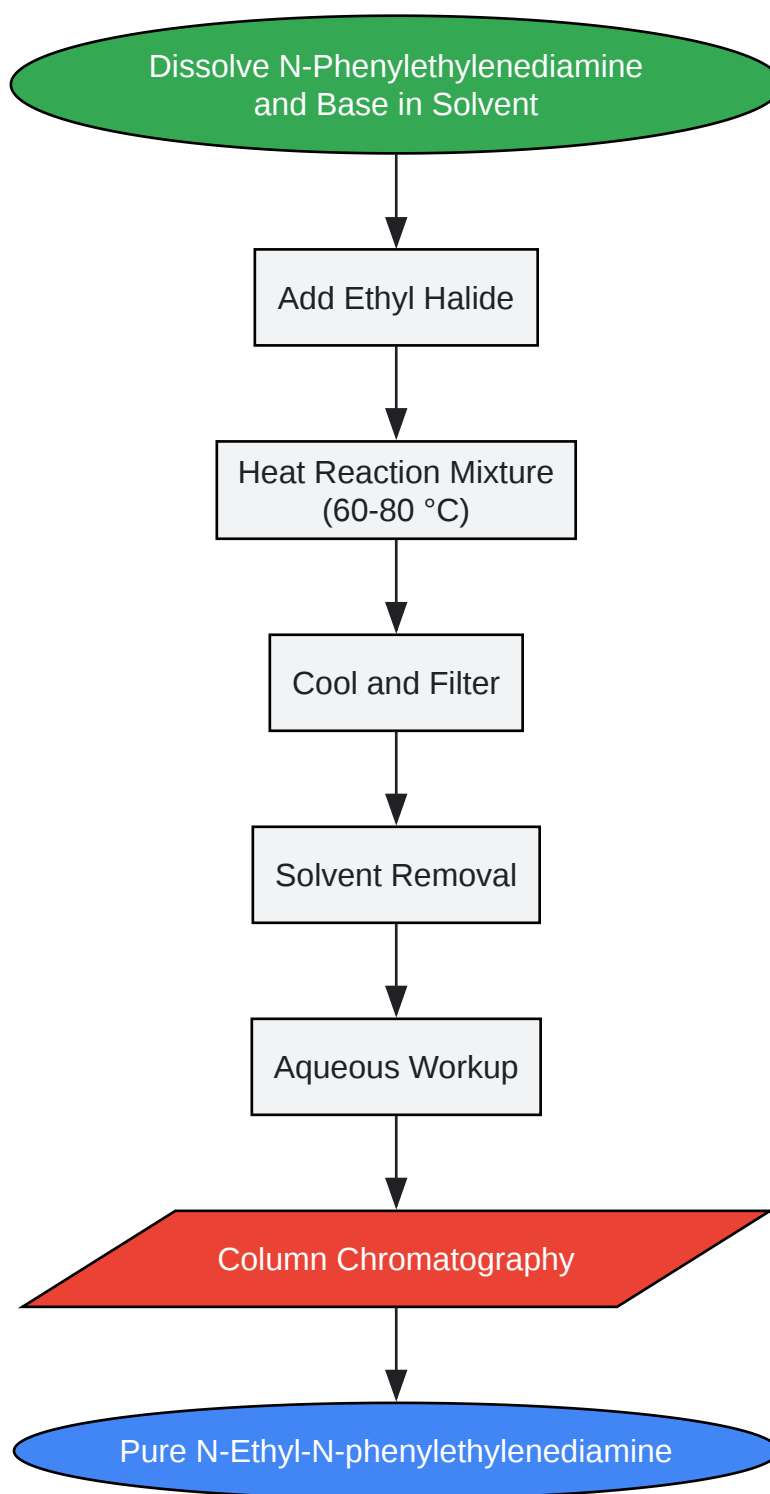 Dissolve N-Phenylethylenediamine
and Base in Solvent
Add Ethyl Halide
Heat Reaction Mixture
(60-80 °C)
Cool and Filter
Solvent Removal
Aqueous Workup
Column Chromatography
Pure N-Ethyl-N-phenylethylenediamine